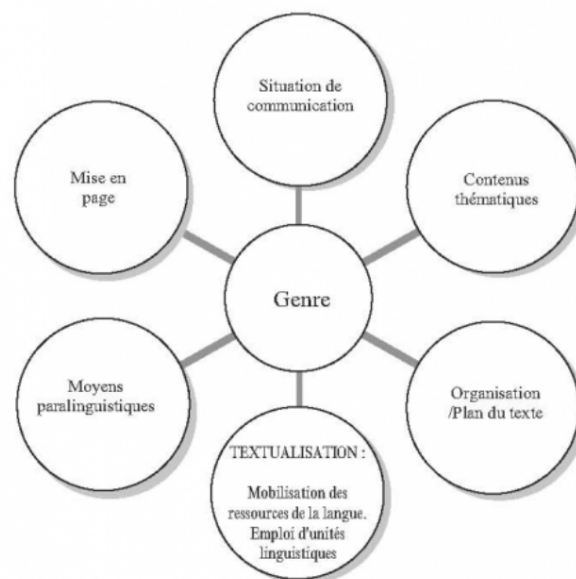 Situation de
communication
Mise en
page
Contenus
thématiques
Genre
Moyens
paralinguistiques
Organisation
/Plan du texte
TEXTUALISATION :
Mobilisation des
ressources de la langue.
Emploi d'unités
linguistiques